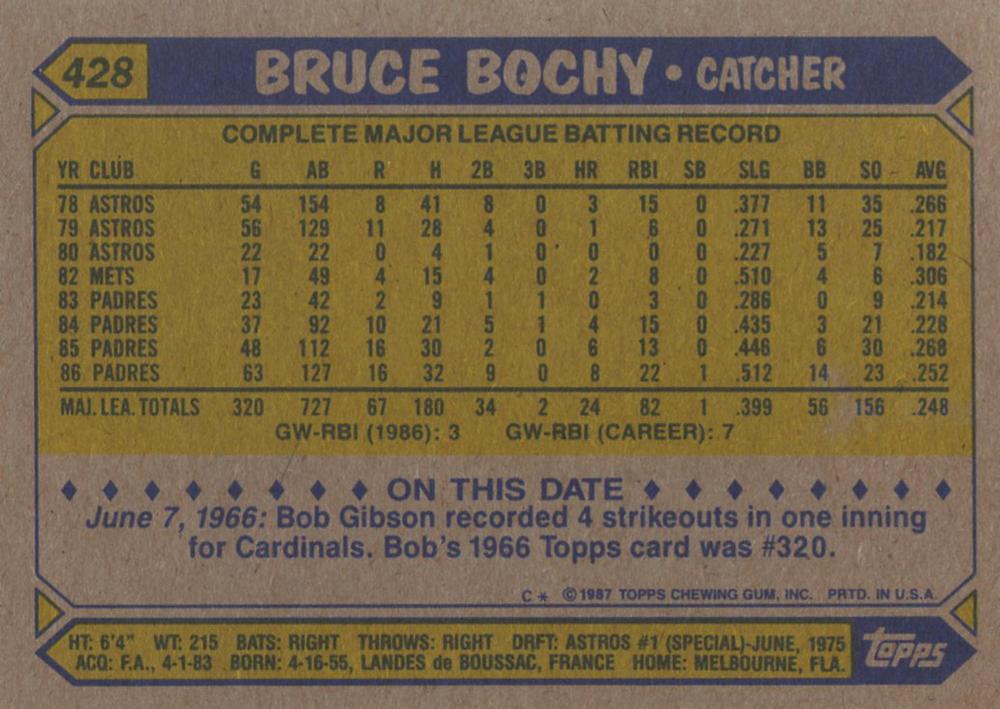 428 BRUCE BOCHY • CATCHER
COMPLETE MAJOR LEAGUE BATTING RECORD
YR CLUB G AB R H 2B 3B HR RBI SB SLG BB SO AVG
78 ASTROS 54 154 8 41 8 0 3 15 0 .377 11 35 .266
79 ASTROS 56 129 11 28 4 0 1 6 0 .271 13 25 .217
80 ASTROS 22 22 0 4 1 0 0 0 0 .227 5 7 .182
82 METS 17 49 4 15 4 0 2 8 0 .510 4 6 .306
83 PADRES 23 42 2 9 1 1 0 3 0 .286 0 9 .214
84 PADRES 37 92 10 21 5 1 4 15 0 .435 3 21 .228
85 PADRES 48 112 16 30 2 0 6 13 0 .446 6 30 .268
86 PADRES 63 127 16 32 9 0 8 22 1 .512 14 23 .252
MAJ. LEA. TOTALS 320 727 67 180 34 2 24 82 1 .399 56 156 .248
GW-RBI (1986): 3 GW-RBI (CAREER): 7
♦ ♦ ♦ ♦ ♦ ♦ ♦ ♦ ON THIS DATE ♦ ♦ ♦ ♦ ♦ ♦ ♦ ♦
June 7, 1966: Bob Gibson recorded 4 strikeouts in one inning
for Cardinals. Bob's 1966 Topps card was #320.
C * ©1987 TOPPS CHEWING GUM, INC. PRTD. IN U.S.A.
HT: 6'4" WT: 215 BATS: RIGHT THROWS: RIGHT DRFT: ASTROS #1 (SPECIAL)-JUNE, 1975
ACQ: F.A., 4-1-83 BORN: 4-16-55, LANDES de BOUSSAC, FRANCE HOME: MELBOURNE, FLA.
topps